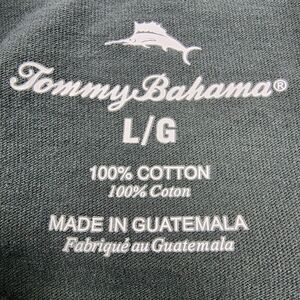 Tommy Bahama®
L/G
100% COTTON
100% Coton
MADE IN GUATEMALA
Fabriqué au Guatemala